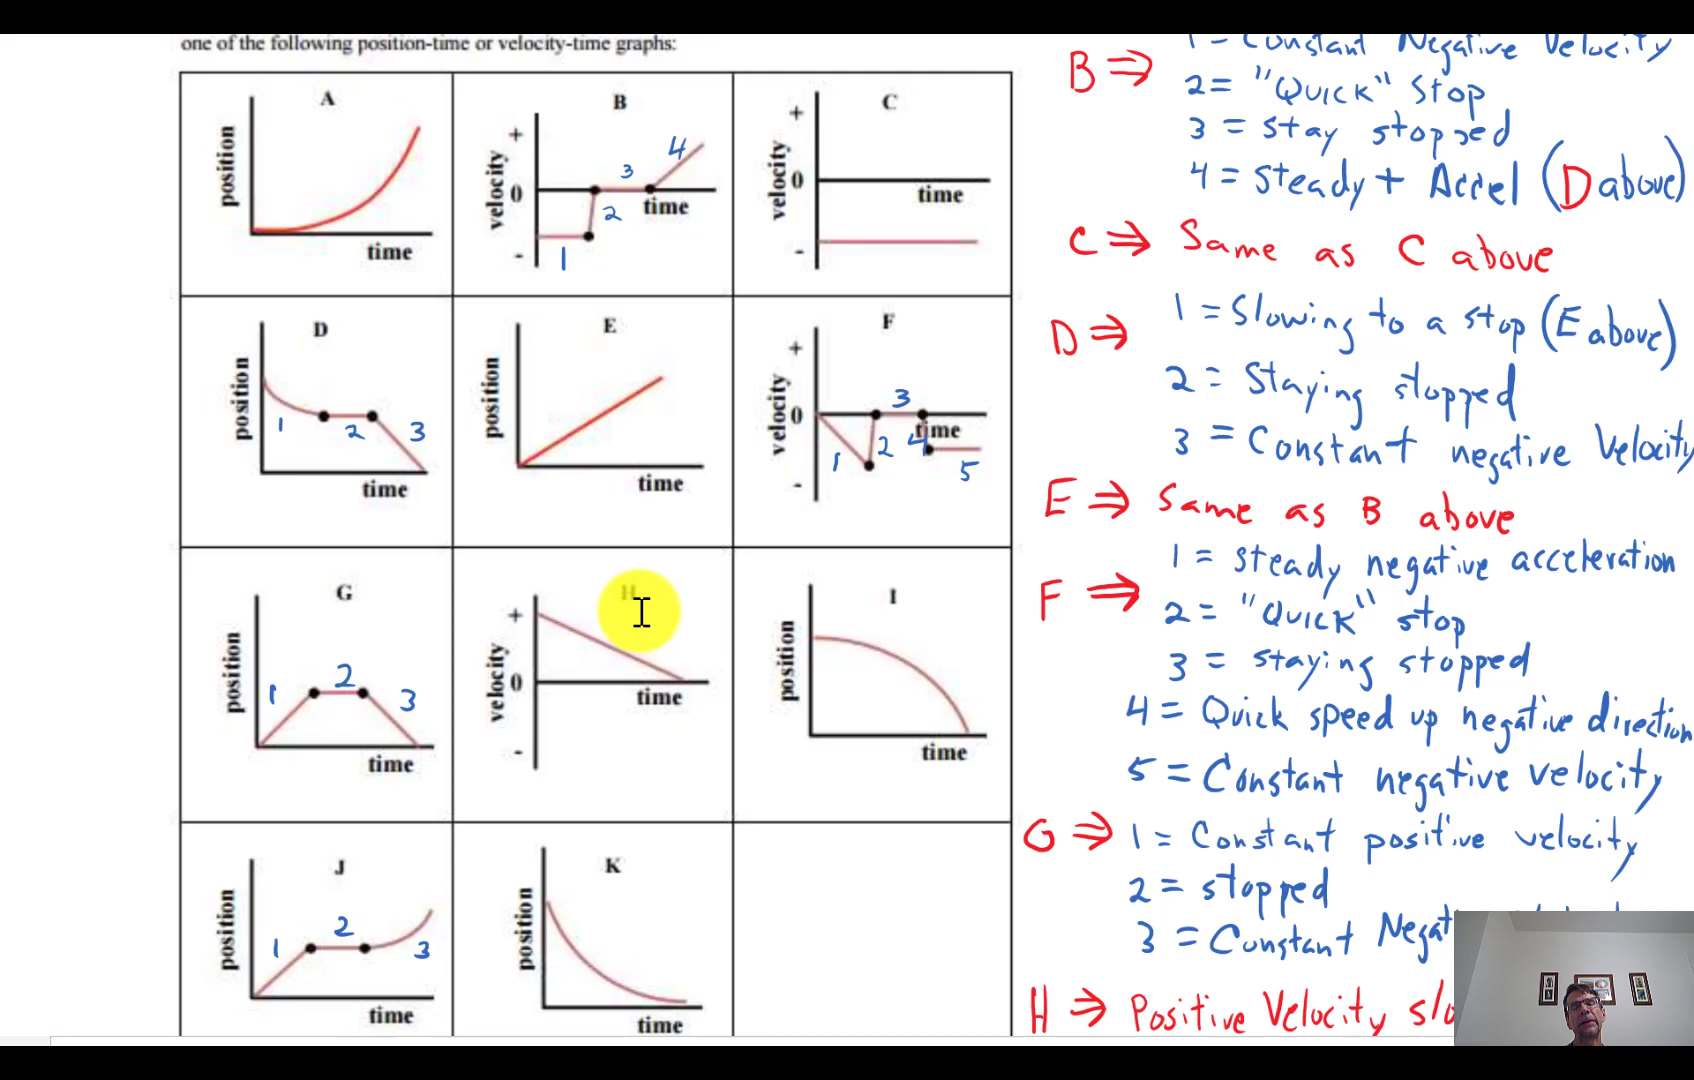 one of the following position-time or velocity-time graphs:
A
position
time
B
+
velocity
0
-
time
1
2
3
4
C
+
velocity
0
-
time
D
position
time
1
2
3
E
position
time
F
+
velocity
0
-
time
1
2
3
4
5
G
position
time
1
2
3
H
+
velocity
0
-
time
I
position
time
J
position
time
1
2
3
K
position
time
B ⇒ 1 = Constant Negative Velocity
2 = "Quick" Stop
3 = stay stopped
4 = steady + Accel (D above)
C ⇒ Same as C above
D ⇒ 1 = Slowing to a stop (E above)
2 = Staying stopped
3 = Constant negative Velocity
E ⇒ Same as B above
F ⇒ 1 = steady negative acceleration
2 = "Quick" stop
3 = staying stopped
4 = Quick speed up negative direction
5 = Constant negative velocity
G ⇒ 1 = Constant positive velocity
2 = stopped
3 = Constant Negat
H ⇒ Positive Velocity slo